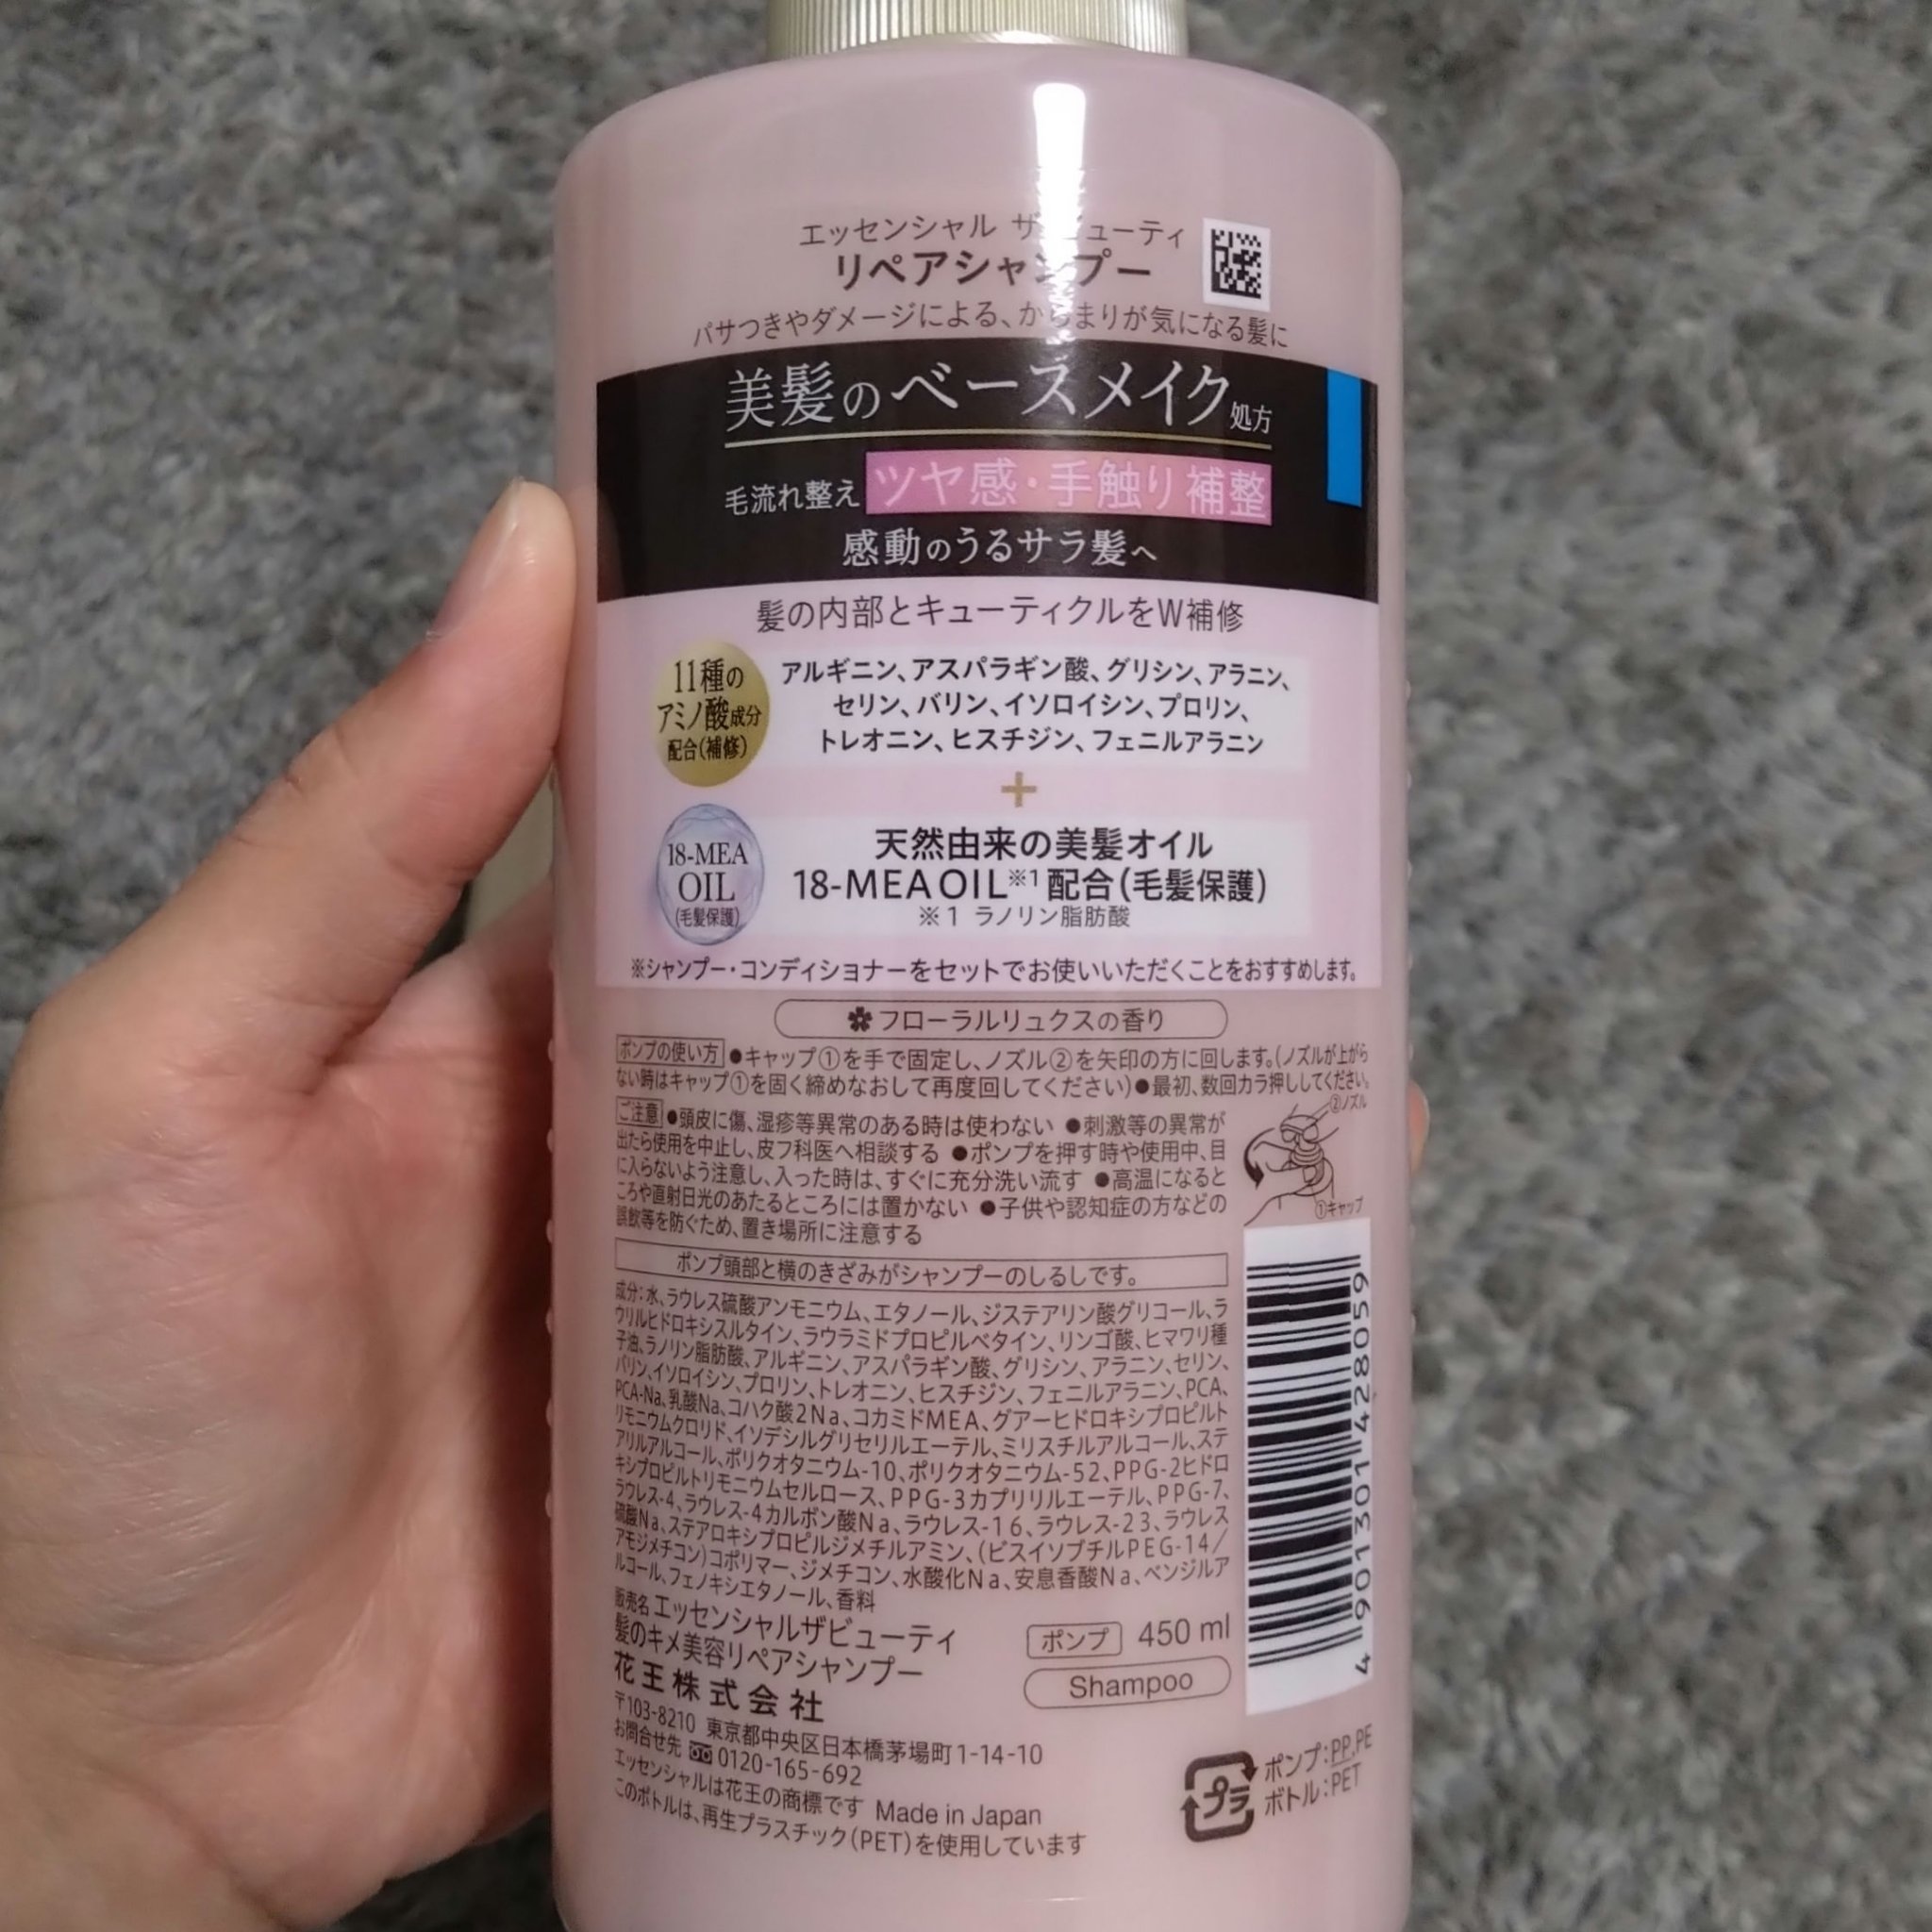 エッセンシャル ザ ビューティ
リペアシャンプー
パサつきやダメージによる、からまりが気になる髪に
美髪のベースメイク処方
毛流れ整え ツヤ感・手触り補整
感動のうるサラ髪へ
髪の内部とキューティクルをW補修
11種の
アミノ酸成分
配合(補修)
アルギニン、アスパラギン酸、グリシン、アラニン、
セリン、バリン、イソロイシン、プロリン、
トレオニン、ヒスチジン、フェニルアラニン
+
18-MEA
OIL
(毛髪保護)
天然由来の美髪オイル
18-MEA OIL※1配合(毛髪保護)
※1 ラノリン脂肪酸
※シャンプー・コンディショナーをセットでお使いいただくことをおすすめします。
フローラルリュクスの香り
ポンプの使い方 ●キャップ①を手で固定し、ノズル②を矢印の方に回します。(ノズルが上がら
ない時はキャップ①を固く締めなおして再度回してください)●最初、数回カラ押ししてください。
ご注意 ●頭皮に傷、湿疹等異常のある時は使わない ●刺激等の異常が
出たら使用を中止し、皮フ科医へ相談する ●ポンプを押す時や使用中、目
に入らないよう注意し、入った時は、すぐに充分洗い流す ●高温になると
ころや直射日光のあたるところには置かない ●子供や認知症の方などの
誤飲等を防ぐため、置き場所に注意する
②ノズル
①キャップ
ポンプ頭部と横のきざみがシャンプーのしるしです。
成分：水、ラウレス硫酸アンモニウム、エタノール、ジステアリン酸グリコール、ラ
ウリルヒドロキシスルタイン、ラウラミドプロピルベタイン、リンゴ酸、ヒマワリ種
子油、ラノリン脂肪酸、アルギニン、アスパラギン酸、グリシン、アラニン、セリン、
バリン、イソロイシン、プロリン、トレオニン、ヒスチジン、フェニルアラニン、PCA、
PCA-Na、乳酸Na、コハク酸2Na、コカミドMEA、グアーヒドロキシプロピルト
リモニウムクロリド、イソデシルグリセリルエーテル、ミリスチルアルコール、ステ
アリルアルコール、ポリクオタニウム-10、ポリクオタニウム-52、PPG-2ヒドロ
キシプロピルトリモニウムセルロース、PPG-3カプリリルエーテル、PPG-7、
ラウレス-4、ラウレス-4カルボン酸Na、ラウレス-16、ラウレス-23、ラウレス
硫酸Na、ステアロキシプロピルジメチルアミン、(ビスイソブチルPEG-14/
アモジメチコン)コポリマー、ジメチコン、水酸化Na、安息香酸Na、ベンジルア
ルコール、フェノキシエタノール、香料
販売名 エッセンシャルザビューティ
髪のキメ美容リペアシャンプー
花王株式会社
〒103-8210 東京都中央区日本橋茅場町1-14-10
お問合せ先 0120-165-692
エッセンシャルは花王の商標です Made in Japan
このボトルは、再生プラスチック(PET)を使用しています
ポンプ 450 ml
Shampoo
4 901301 428059
プラ
ポンプ：PP,PE
ボトル：PET